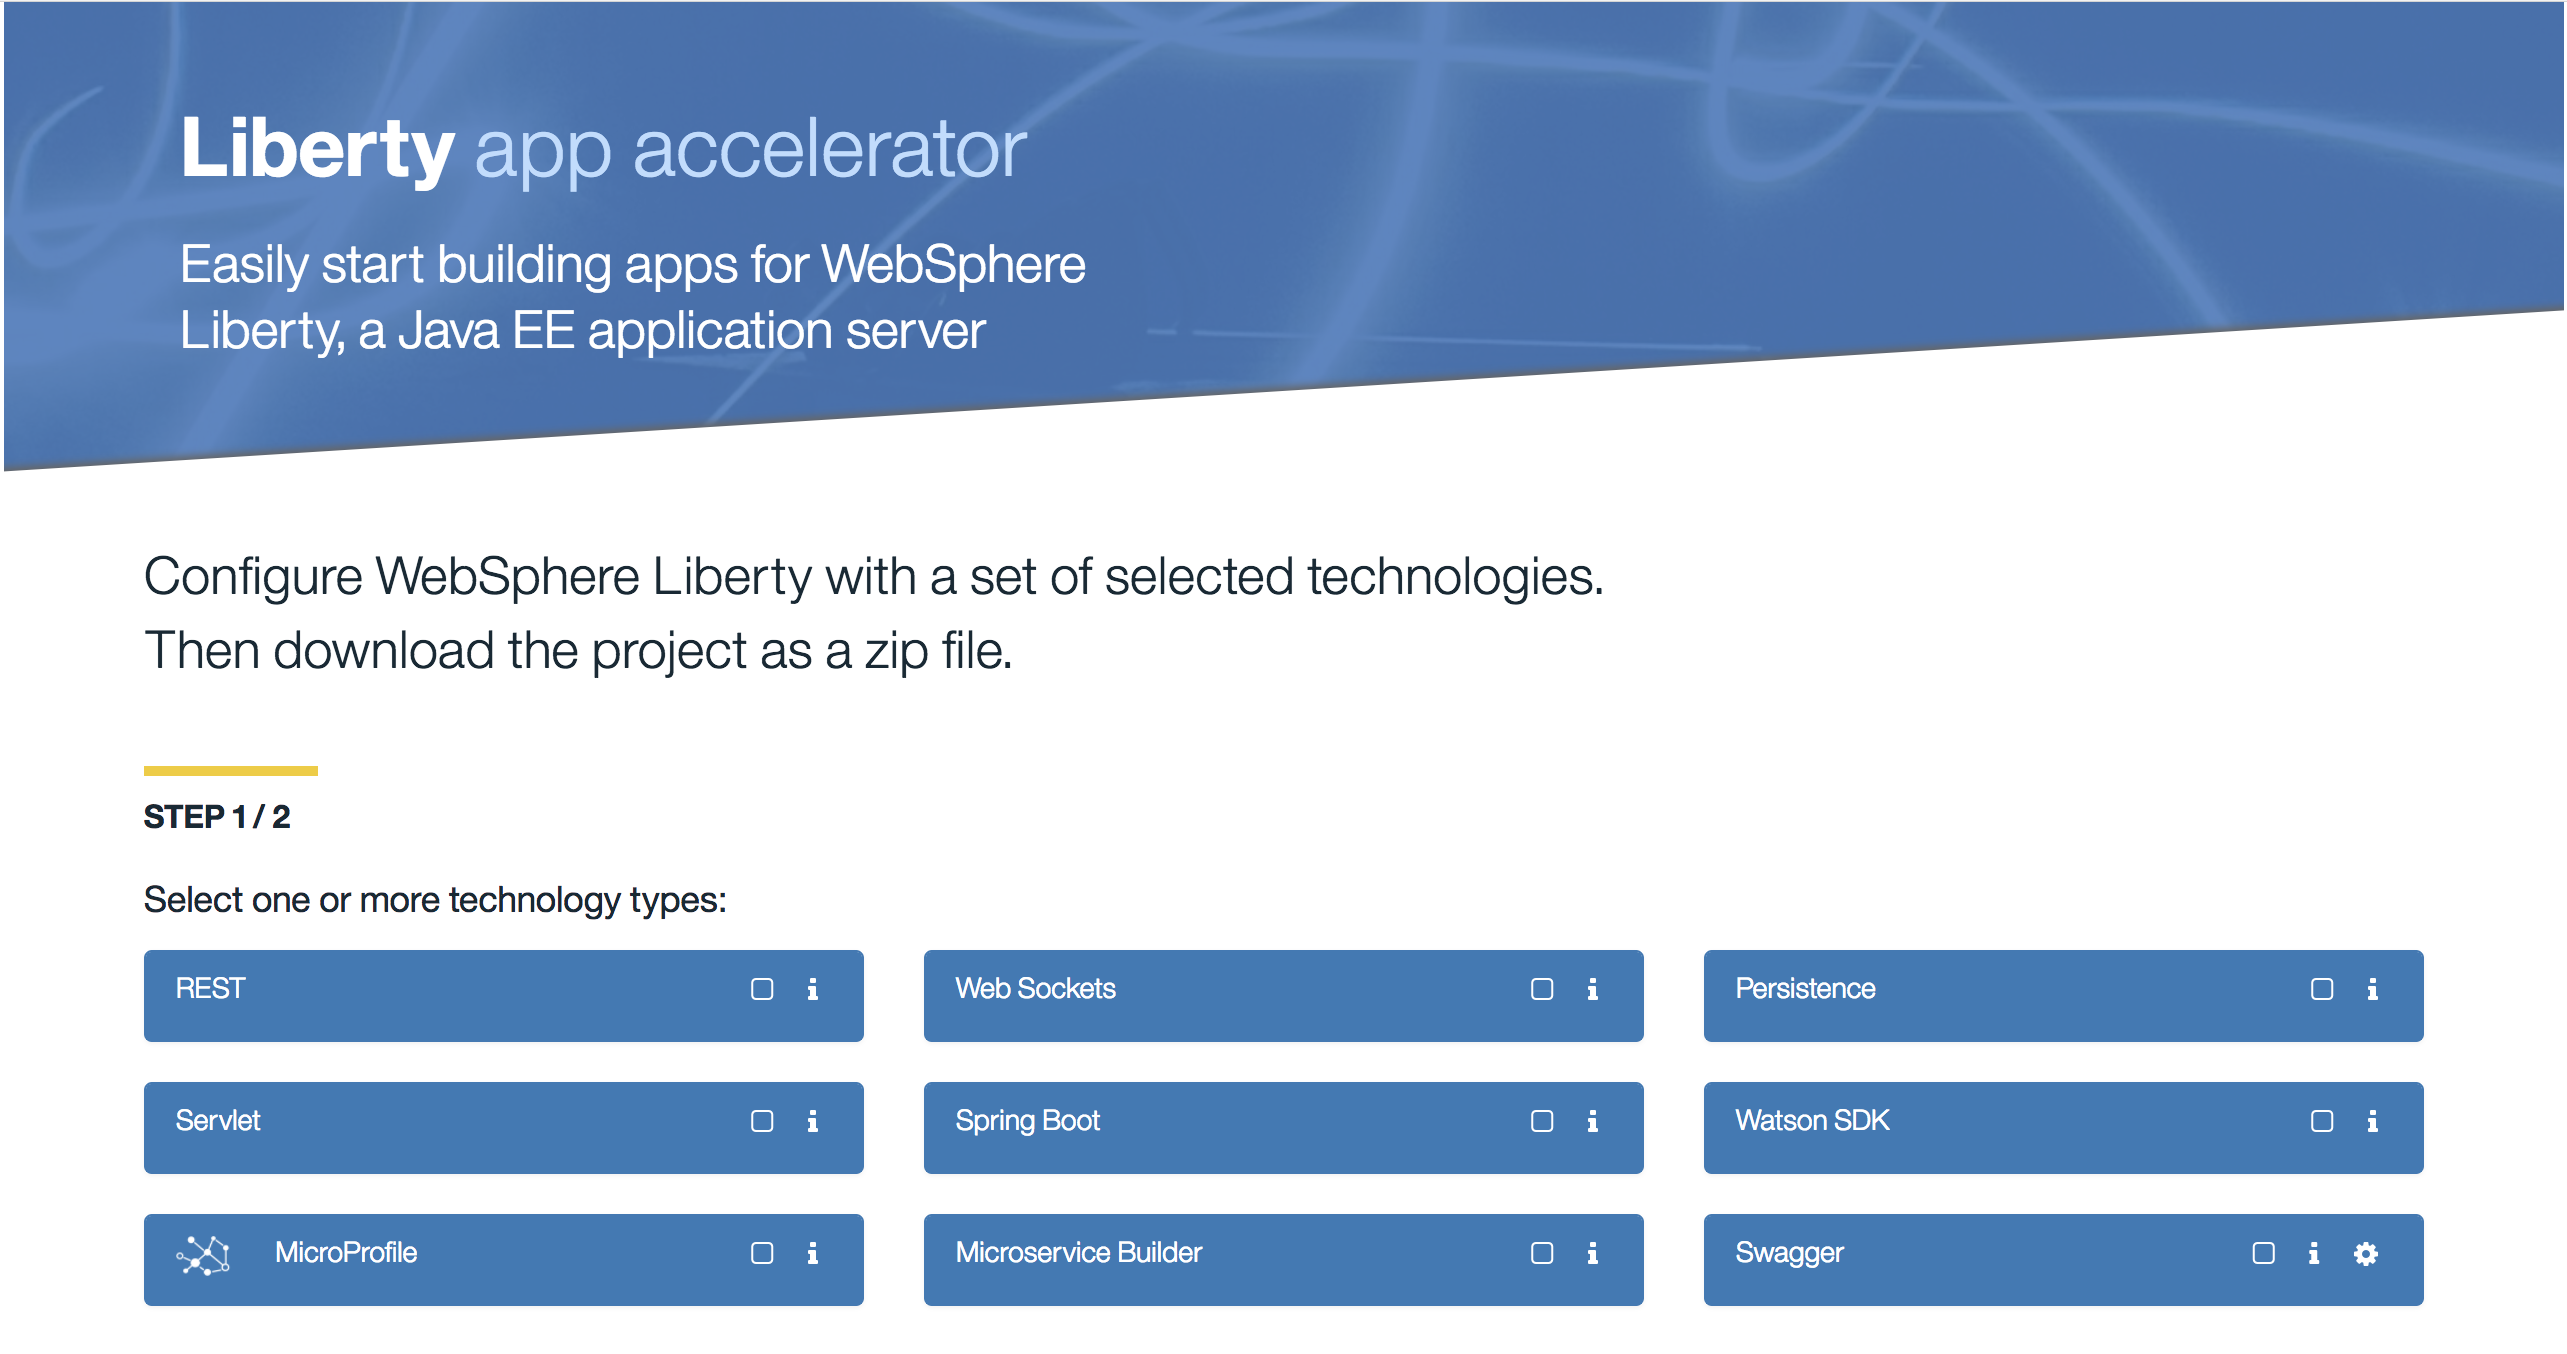 Liberty app accelerator
Easily start building apps for WebSphere
Liberty, a Java EE application server
Configure WebSphere Liberty with a set of selected technologies.
Then download the project as a zip file.
STEP 1 / 2
Select one or more technology types:
REST
Web Sockets
Persistence
Servlet
Spring Boot
Watson SDK
MicroProfile
Microservice Builder
Swagger